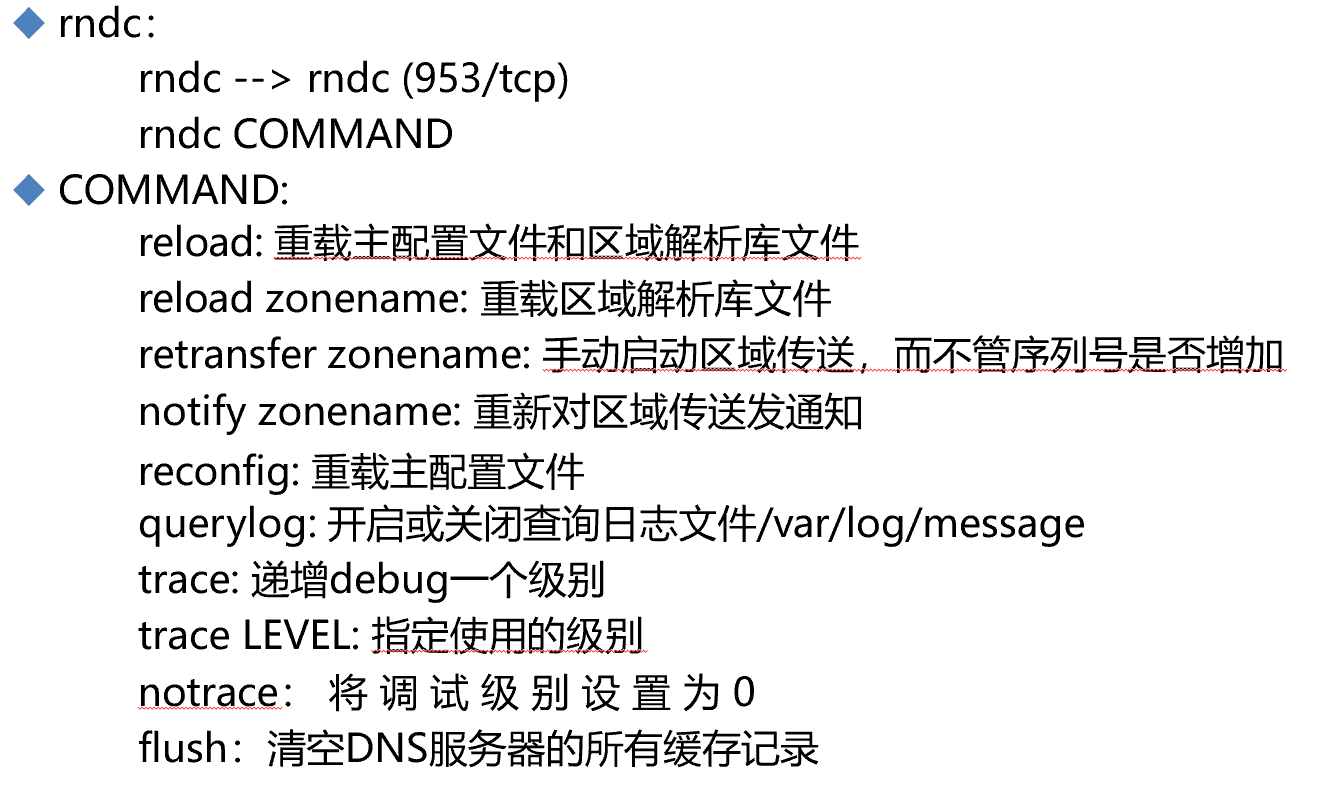 rndc：
rndc --> rndc (953/tcp)
rndc COMMAND
COMMAND:
reload: 重载主配置文件和区域解析库文件
reload zonename: 重载区域解析库文件
retransfer zonename: 手动启动区域传送，而不管序列号是否增加
notify zonename: 重新对区域传送发通知
reconfig: 重载主配置文件
querylog: 开启或关闭查询日志文件/var/log/message
trace: 递增debug一个级别
trace LEVEL: 指定使用的级别
notrace： 将 调 试 级 别 设 置 为 0
flush：清空DNS服务器的所有缓存记录